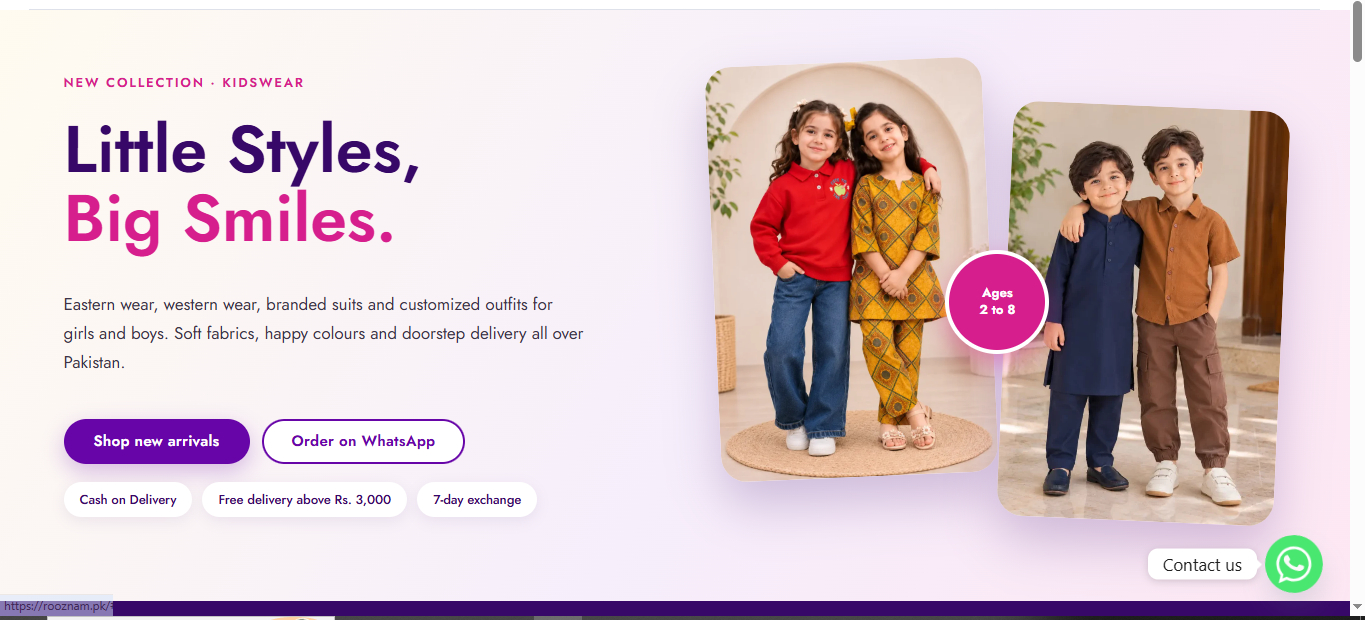 NEW COLLECTION · KIDSWEAR
Little Styles,
Big Smiles.
Eastern wear, western wear, branded suits and customized outfits for
girls and boys. Soft fabrics, happy colours and doorstep delivery all over
Pakistan.
Shop new arrivals
Order on WhatsApp
Cash on Delivery
Free delivery above Rs. 3,000
7-day exchange
Ages
2 to 8
Contact us
https://rooznam.pk/#